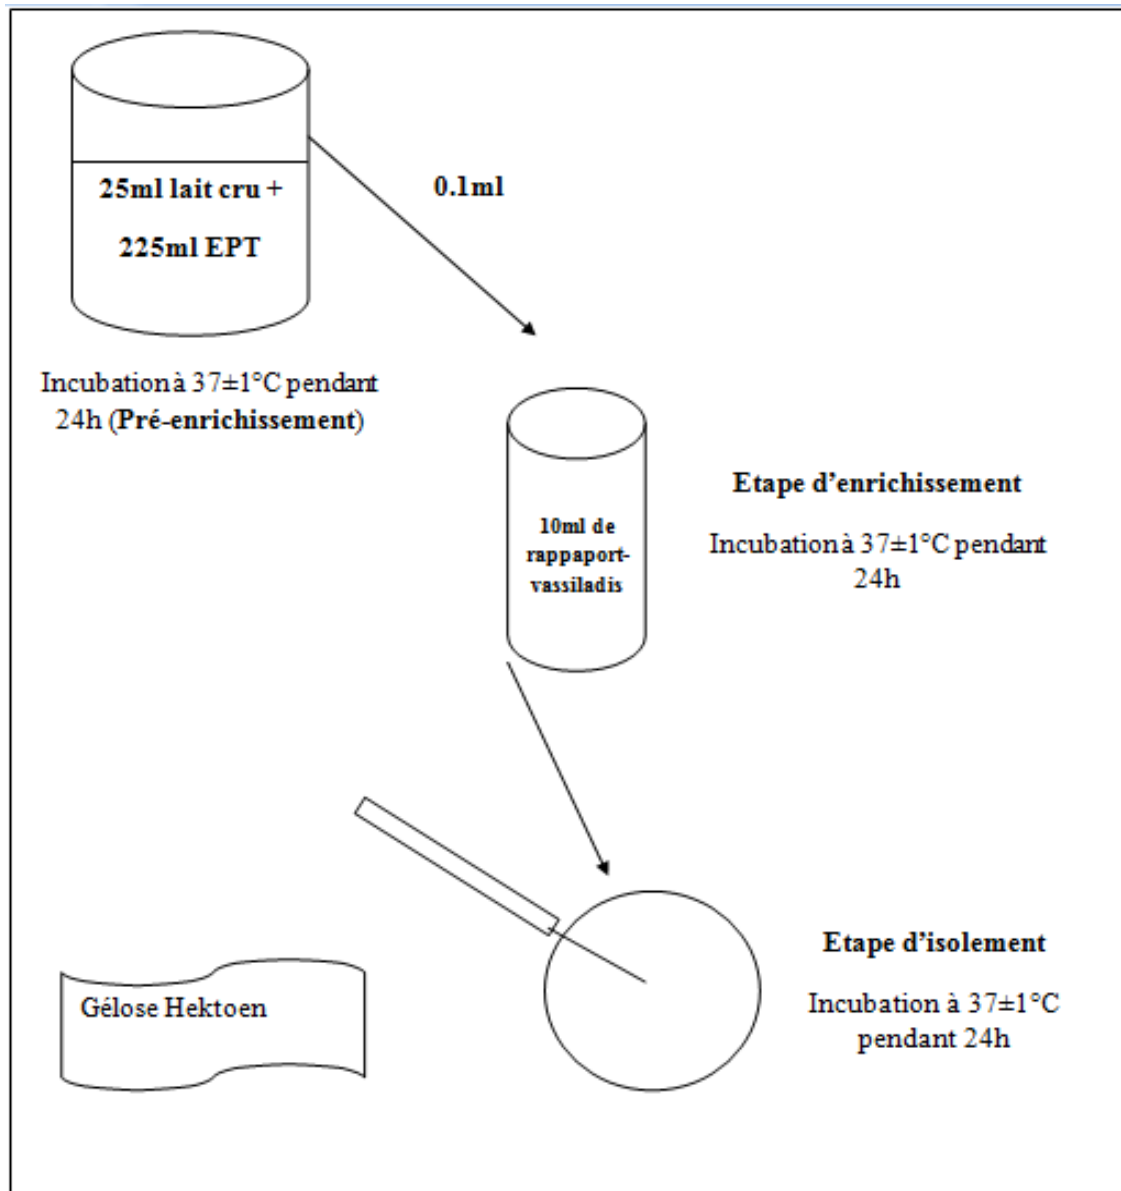 25ml lait cru +
225ml EPT
0.1ml
Incubation à 37±1°C pendant
24h (Pré-enrichissement)
10ml de
rappaport-
vassiladis
Etape d’enrichissement
Incubation à 37±1°C pendant
24h
Etape d’isolement
Incubation à 37±1°C
pendant 24h
Gélose Hektoen